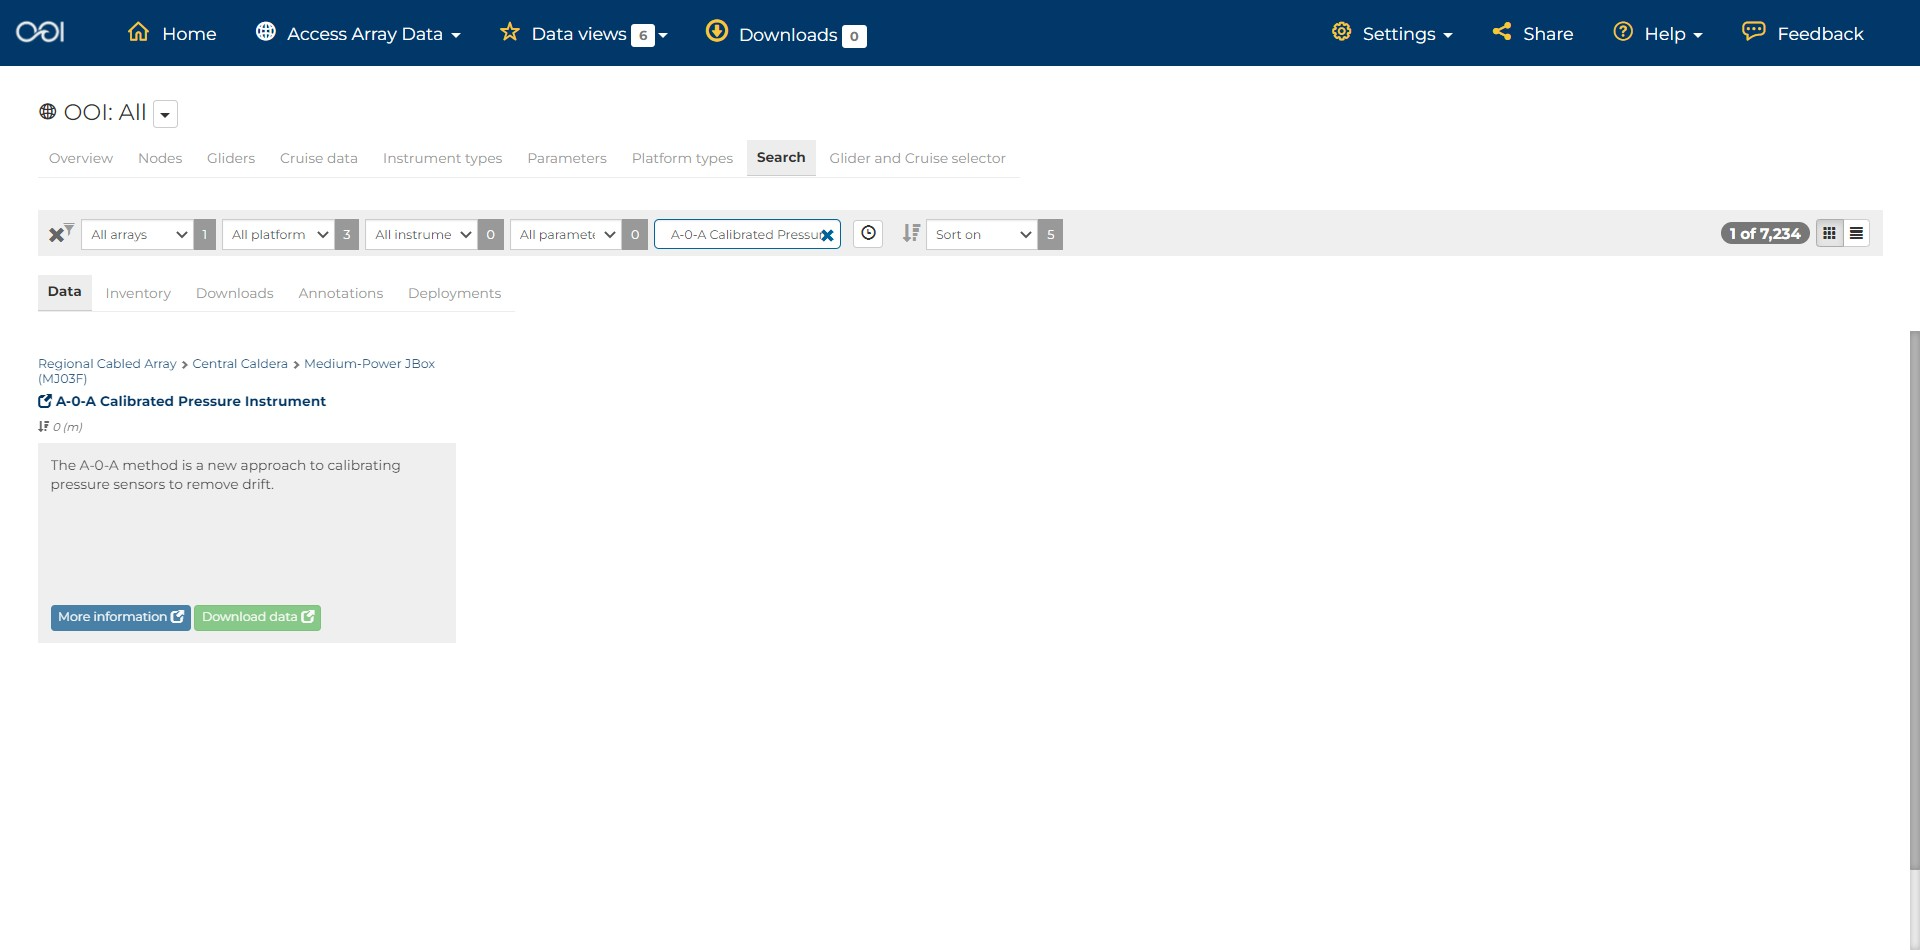 OOI Home Access Array Data Data views 6 Downloads 0 Settings Share Help Feedback
OOI: All
Overview Nodes Gliders Cruise data Instrument types Parameters Platform types Search Glider and Cruise selector
All arrays 1 All platform 3 All instrume 0 All paramete 0 A-0-A Calibrated Pressu Sort on 5 1 of 7,234
Data Inventory Downloads Annotations Deployments
Regional Cabled Array > Central Caldera > Medium-Power JBox
(MJ03F)
A-0-A Calibrated Pressure Instrument
0 (m)
The A-0-A method is a new approach to calibrating
pressure sensors to remove drift.
More information Download data